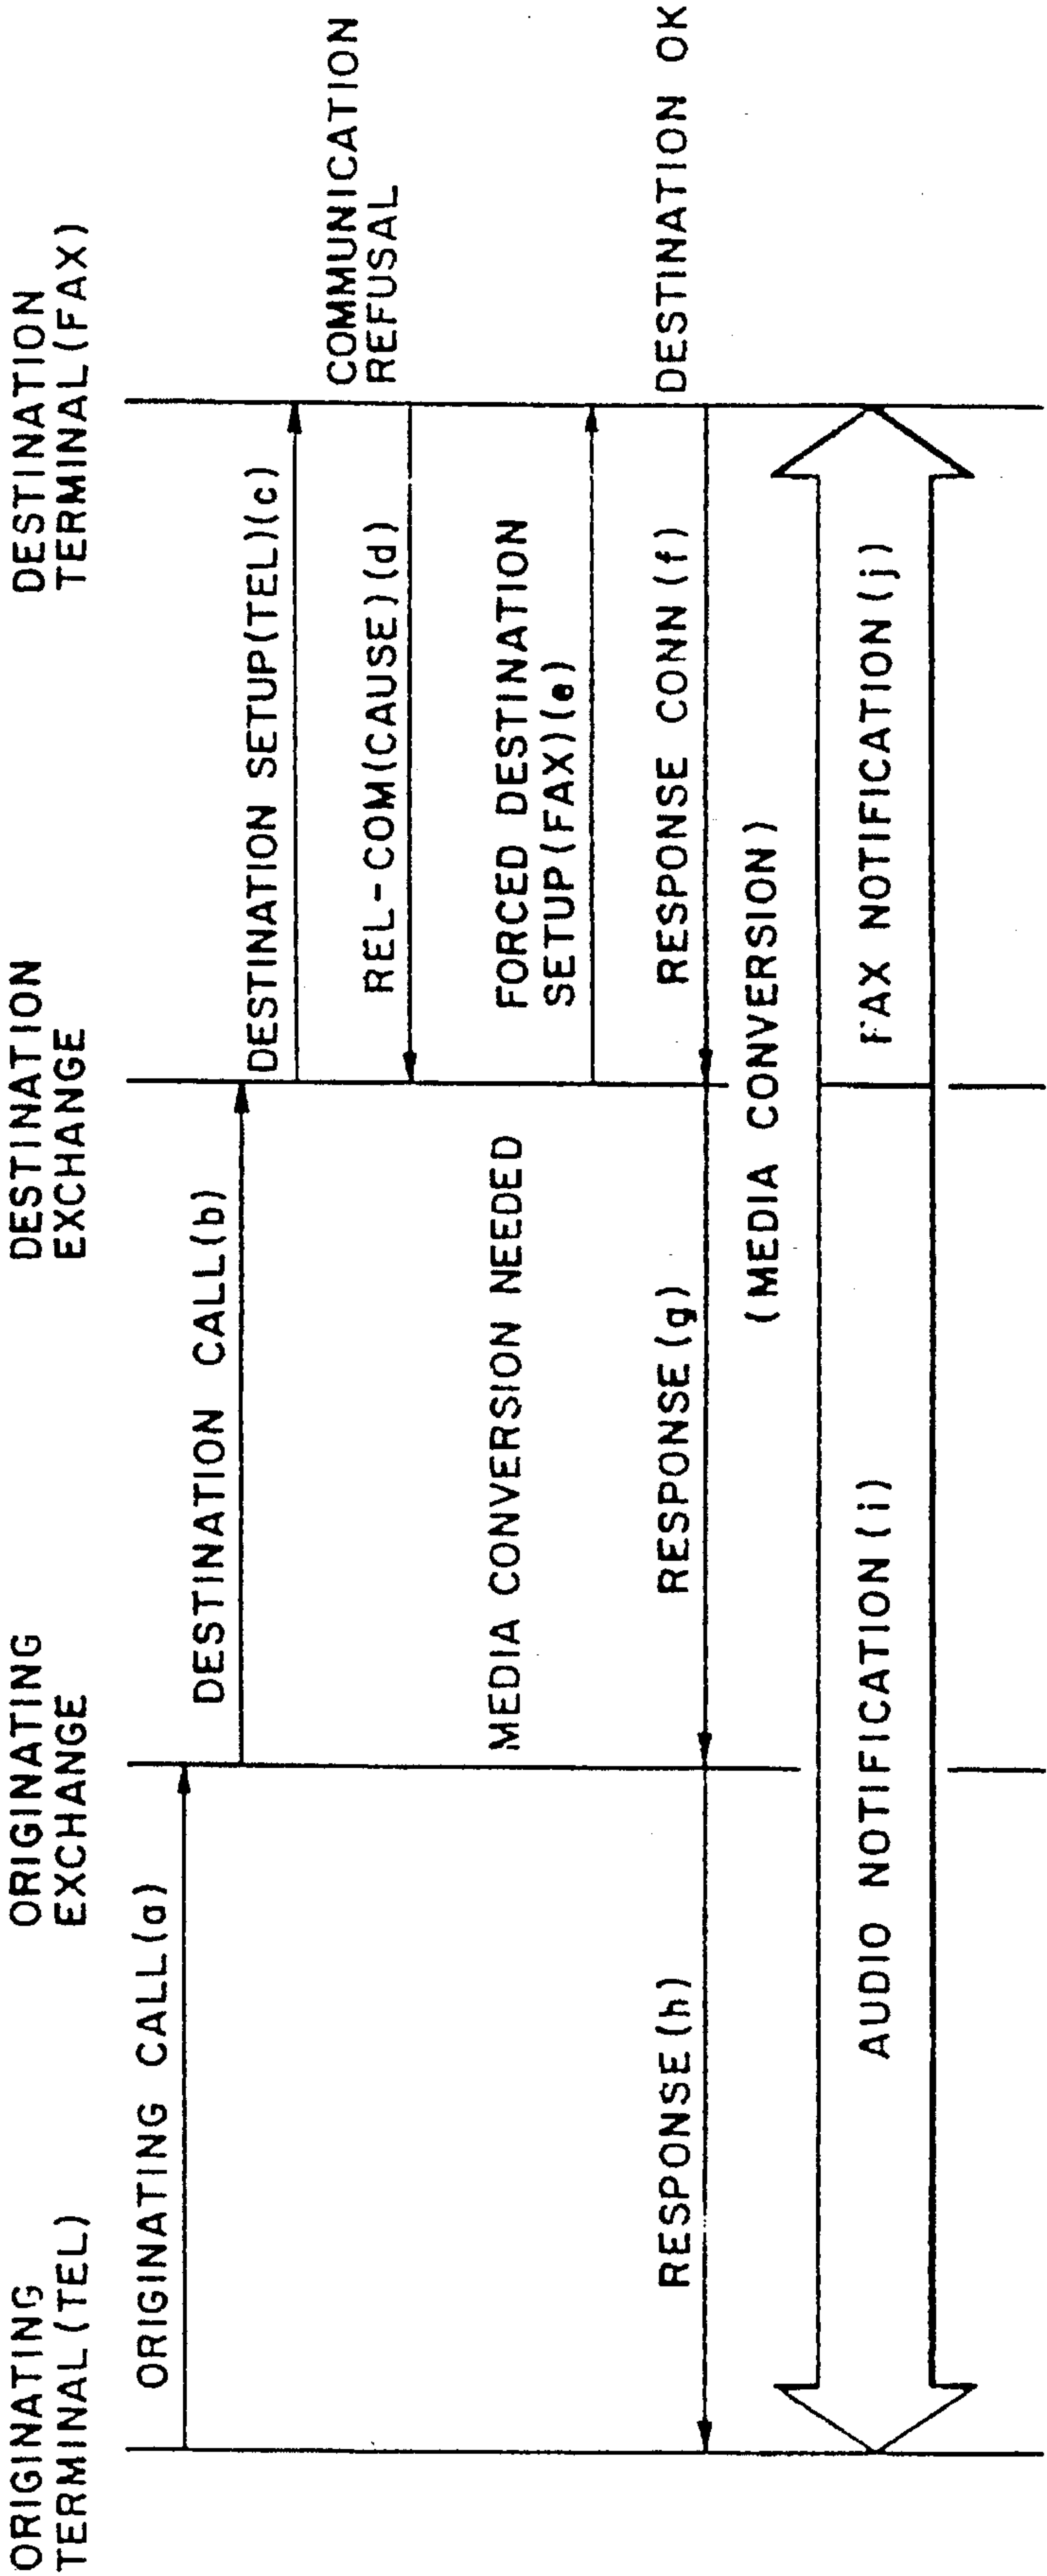 ORIGINATING
TERMINAL(TEL)
ORIGINATING
EXCHANGE
DESTINATION
EXCHANGE
DESTINATION
TERMINAL(FAX)
ORIGINATING CALL(a)
DESTINATION CALL(b)
DESTINATION SETUP(TEL)(c)
COMMUNICATION
REFUSAL
REL-COM(CAUSE)(d)
MEDIA CONVERSION NEEDED
FORCED DESTINATION
SETUP(FAX)(e)
RESPONSE(h)
RESPONSE(g)
RESPONSE CONN(f)
DESTINATION OK
(MEDIA CONVERSION)
AUDIO NOTIFICATION(i)
FAX NOTIFICATION(j)